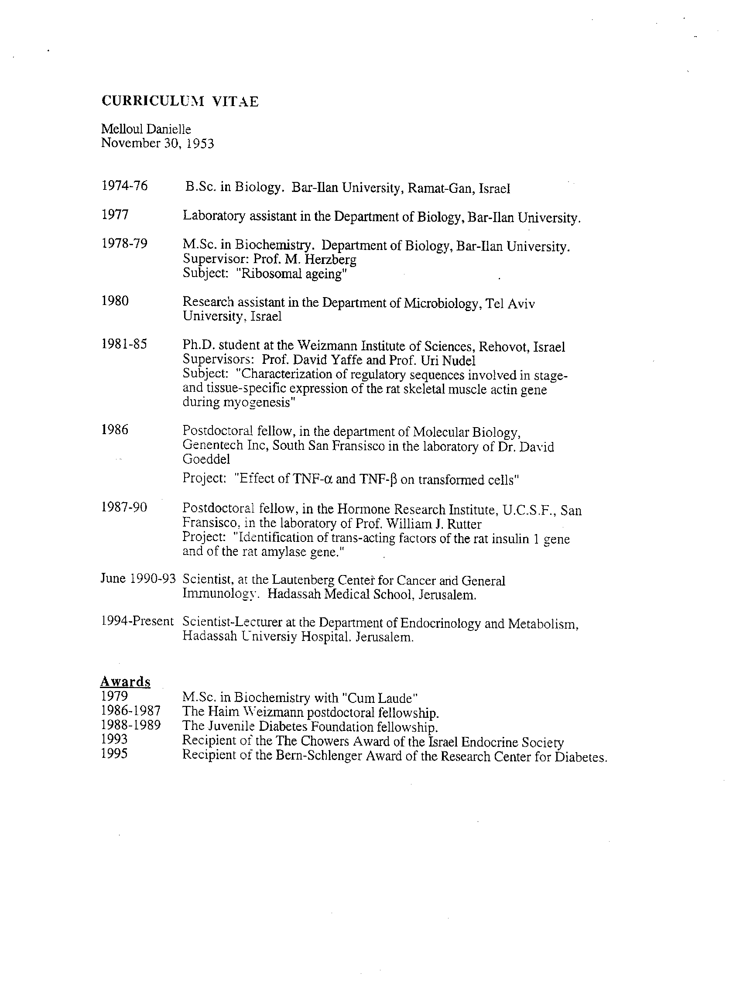 CURRICULUM VITAE
Melloul Danielle
November 30, 1953
1974-76 B.Sc. in Biology. Bar-Ilan University, Ramat-Gan, Israel
1977 Laboratory assistant in the Department of Biology, Bar-Ilan University.
1978-79 M.Sc. in Biochemistry. Department of Biology, Bar-Ilan University.
Supervisor: Prof. M. Herzberg
Subject: "Ribosomal ageing"
1980 Research assistant in the Department of Microbiology, Tel Aviv
University, Israel
1981-85 Ph.D. student at the Weizmann Institute of Sciences, Rehovot, Israel
Supervisors: Prof. David Yaffe and Prof. Uri Nudel
Subject: "Characterization of regulatory sequences involved in stage-
and tissue-specific expression of the rat skeletal muscle actin gene
during myogenesis"
1986 Postdoctoral fellow, in the department of Molecular Biology,
Genentech Inc, South San Fransisco in the laboratory of Dr. David
Goeddel
Project: "Effect of TNF-α and TNF-β on transformed cells"
1987-90 Postdoctoral fellow, in the Hormone Research Institute, U.C.S.F., San
Fransisco, in the laboratory of Prof. William J. Rutter
Project: "Identification of trans-acting factors of the rat insulin 1 gene
and of the rat amylase gene."
June 1990-93 Scientist, at the Lautenberg Center for Cancer and General
Immunology. Hadassah Medical School, Jerusalem.
1994-Present Scientist-Lecturer at the Department of Endocrinology and Metabolism,
Hadassah Universiy Hospital. Jerusalem.
Awards
1979 M.Sc. in Biochemistry with "Cum Laude"
1986-1987 The Haim Weizmann postdoctoral fellowship.
1988-1989 The Juvenile Diabetes Foundation fellowship.
1993 Recipient of the The Chowers Award of the Israel Endocrine Society
1995 Recipient of the Bern-Schlenger Award of the Research Center for Diabetes.